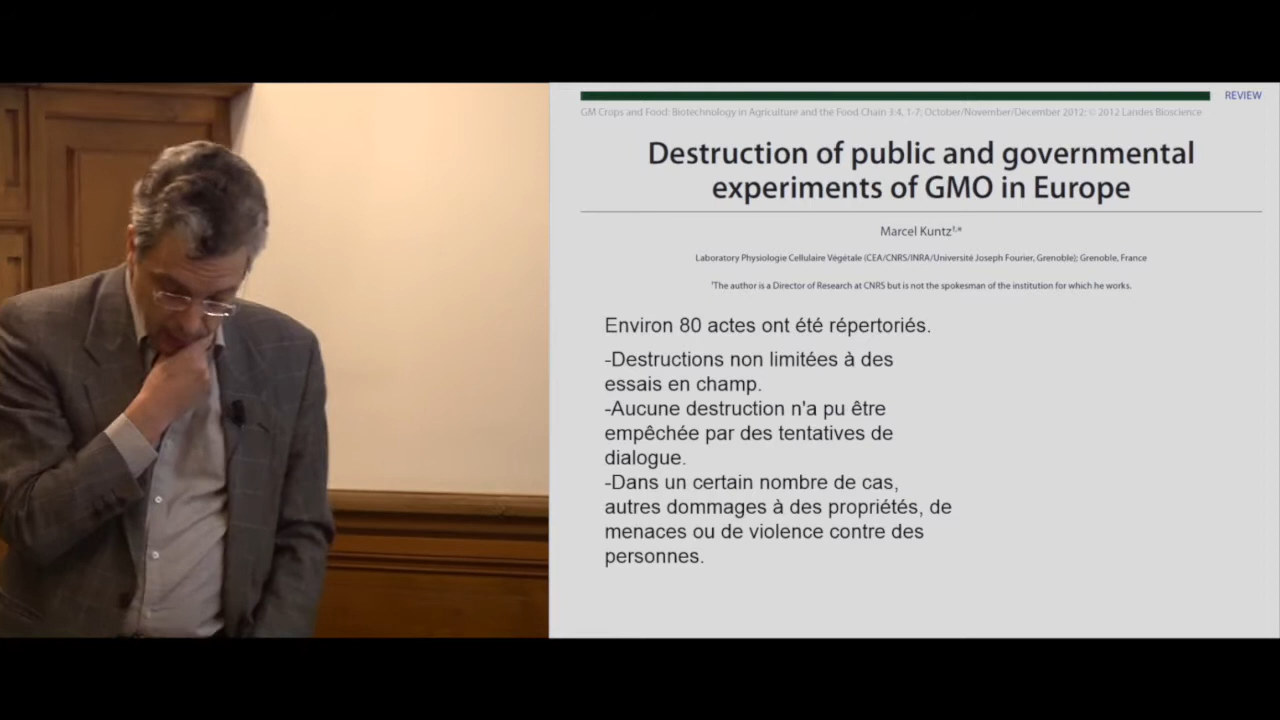 REVIEW
GM Crops and Food: Biotechnology in Agriculture and the Food Chain 3:4, 1-7; October/November/December 2012; © 2012 Landes Bioscience
Destruction of public and governmental
experiments of GMO in Europe
Marcel Kuntz¹,*
Laboratory Physiologie Cellulaire Végétale (CEA/CNRS/INRA/Université Joseph Fourier, Grenoble); Grenoble, France
¹The author is a Director of Research at CNRS but is not the spokesman of the institution for which he works.
Environ 80 actes ont été répertoriés.
-Destructions non limitées à des
essais en champ.
-Aucune destruction n'a pu être
empêchée par des tentatives de
dialogue.
-Dans un certain nombre de cas,
autres dommages à des propriétés, de
menaces ou de violence contre des
personnes.